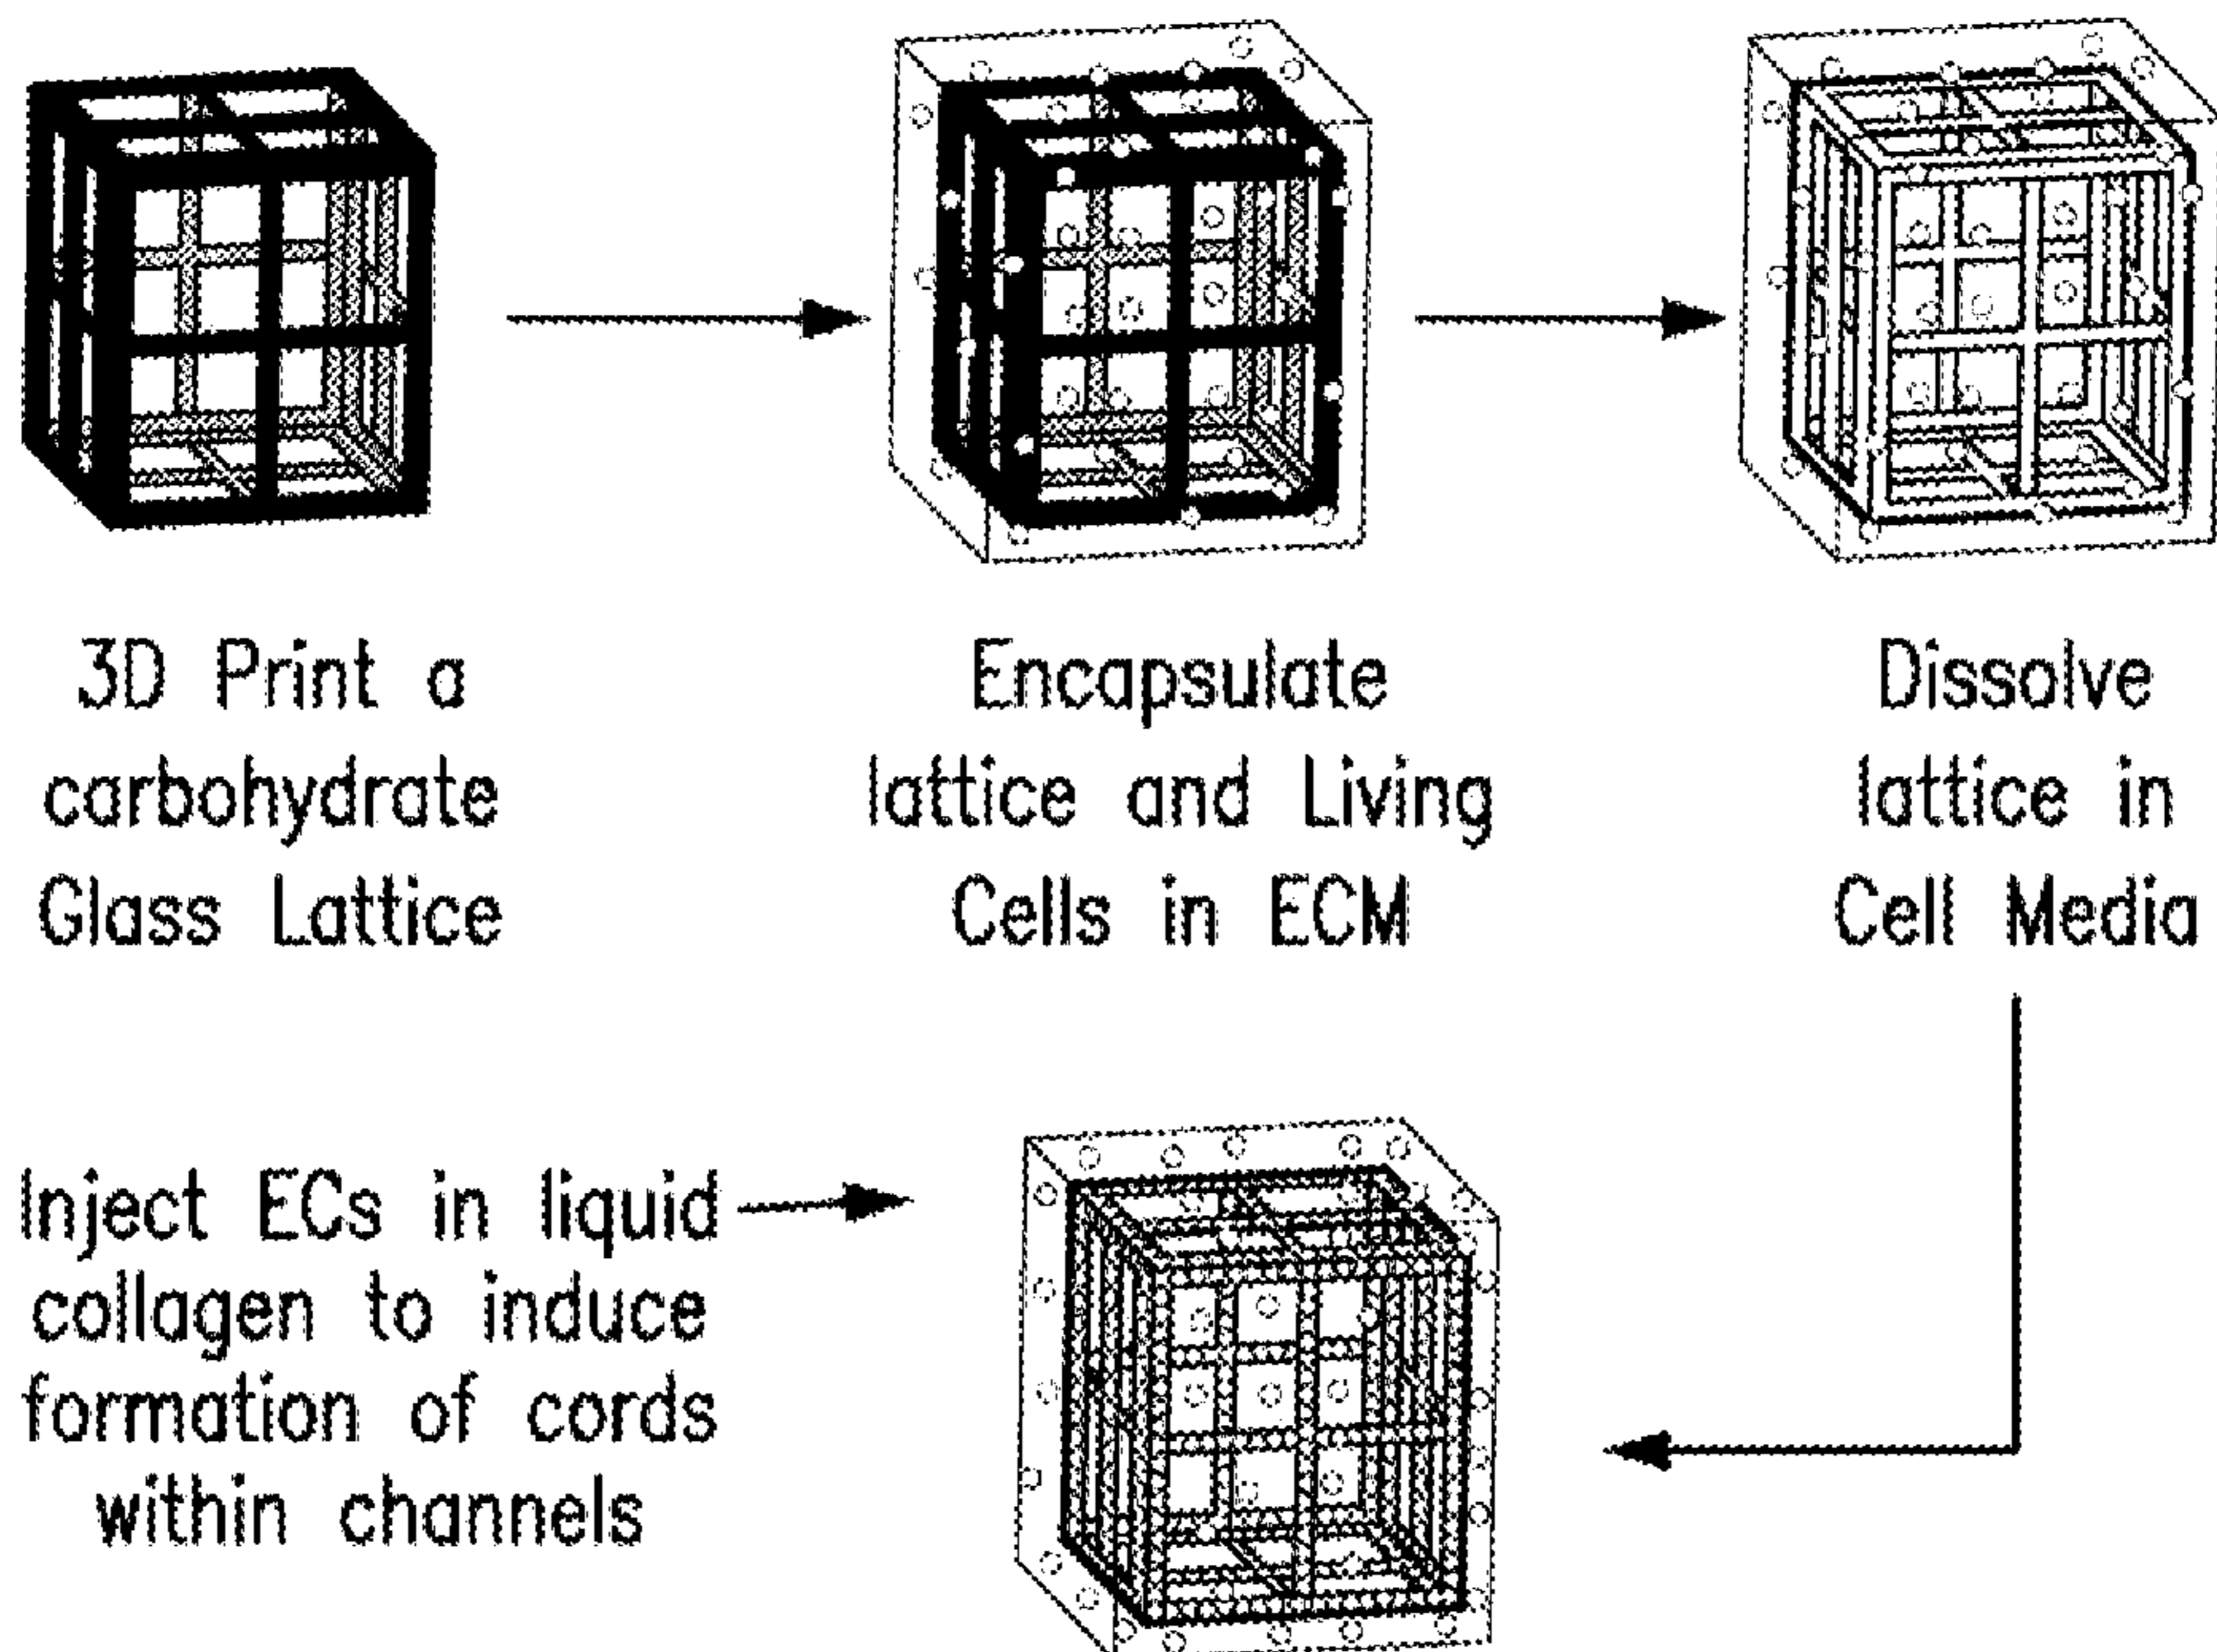 3D Print a
carbohydrate
Glass Lattice
Encapsulate
lattice and Living
Cells in ECM
Dissolve
lattice in
Cell Media
Inject ECs in liquid
collagen to induce
formation of cords
within channels